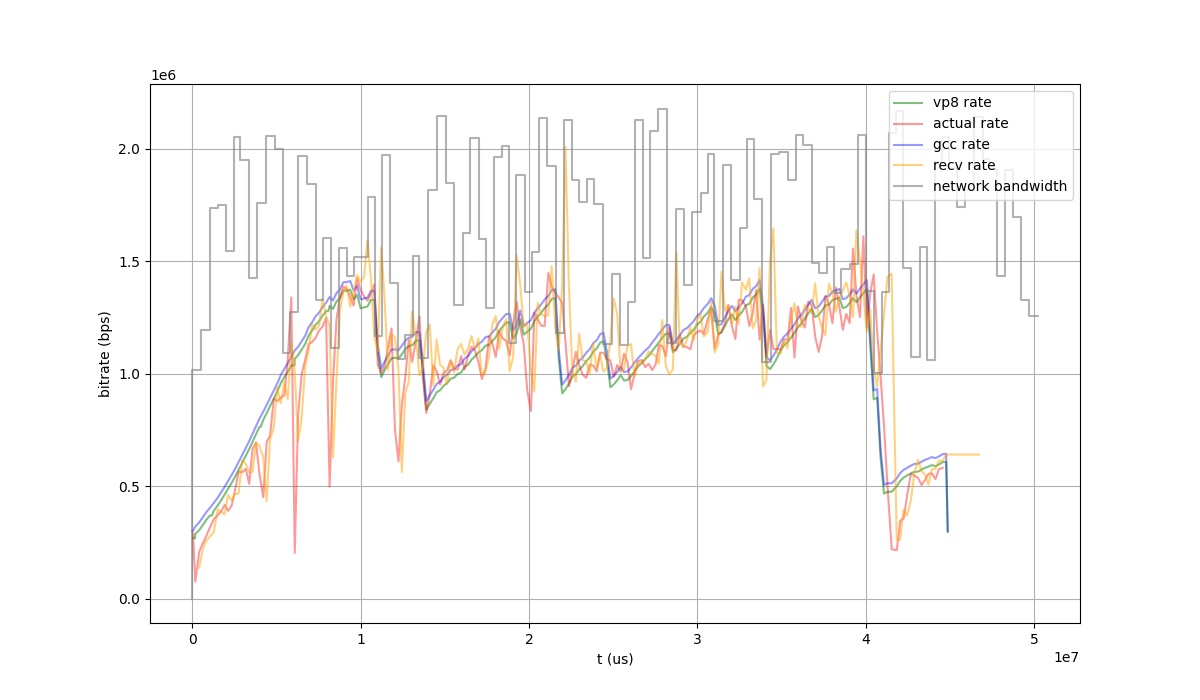 1e6
vp8 rate
actual rate
gcc rate
recv rate
network bandwidth
2.0
1.5
1.0
0.5
0.0
bitrate (bps)
0 1 2 3 4 5
t (us)
1e7